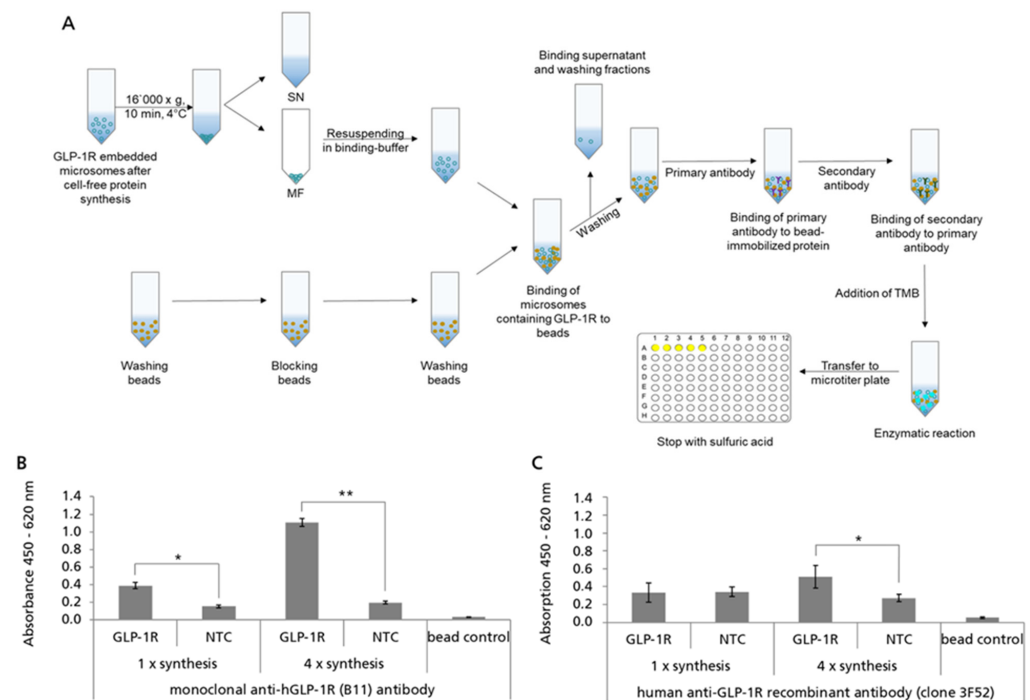 A
16`000 x g,
10 min, 4°C
GLP-1R embedded
microsomes after
cell-free protein
synthesis
SN
MF
Resuspending
in binding-buffer
Binding supernatant
and washing fractions
Washing
Binding of
microsomes
containing GLP-1R to
beads
Washing
beads
Blocking
beads
Washing
beads
Primary antibody
Binding of primary
antibody to bead-
immobilized protein
Secondary
antibody
Binding of secondary
antibody to primary
antibody
Addition of TMB
Enzymatic reaction
Transfer to
microtiter plate
1 2 3 4 5 6 7 8 9 10 11 12
A
B
C
D
E
F
G
H
Stop with sulfuric acid
B
Absorbance 450 - 620 nm
1.4
1.2
1.0
0.8
0.6
0.4
0.2
0.0
*
**
GLP-1R NTC GLP-1R NTC bead control
1 x synthesis 4 x synthesis
monoclonal anti-hGLP-1R (B11) antibody
C
Absorption 450 - 620 nm
1.4
1.2
1.0
0.8
0.6
0.4
0.2
0.0
*
GLP-1R NTC GLP-1R NTC bead control
1 x synthesis 4 x synthesis
human anti-GLP-1R recombinant antibody (clone 3F52)